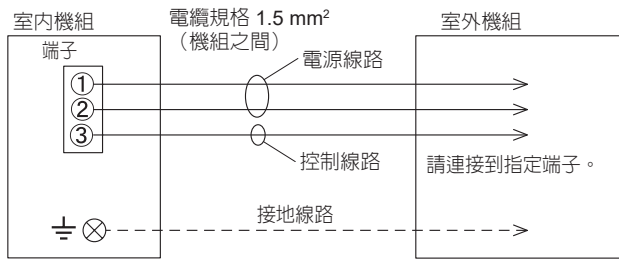 室內機組
電纜規格 1.5 mm²
（機組之間）
室外機組
端子
電源線路
①
②
③
控制線路
請連接到指定端子。
接地線路